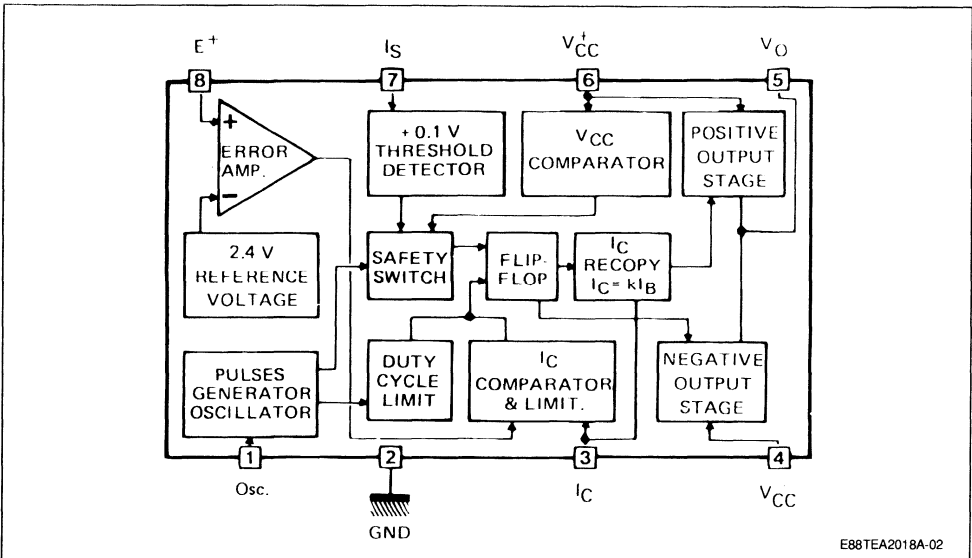 E+ IS VCC+ VO
8 7 6 5
+
ERROR
AMP.
−
+ 0.1 V
THRESHOLD
DETECTOR
VCC
COMPARATOR
POSITIVE
OUTPUT
STAGE
2.4 V
REFERENCE
VOLTAGE
SAFETY
SWITCH
FLIP-
FLOP
IC
RECOPY
IC = kIB
PULSES
GENERATOR
OSCILLATOR
DUTY
CYCLE
LIMIT
IC
COMPARATOR
& LIMIT.
NEGATIVE
OUTPUT
STAGE
1 2 3 4
Osc. GND IC VCC
E88TEA2018A-02